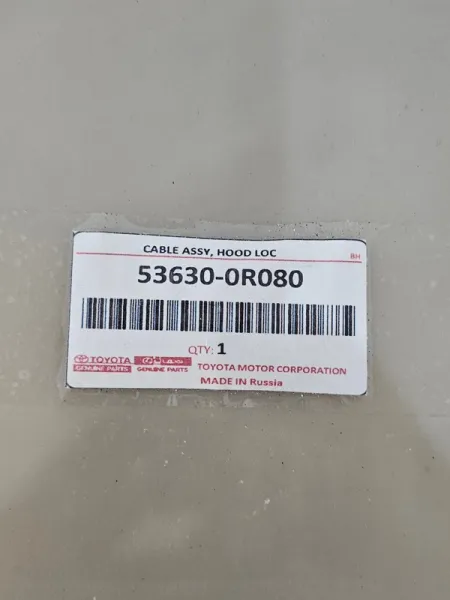 CABLE ASSY, HOOD LOC
BH
53630-0R080
QTY: 1
TOYOTA
GENUINE PARTS
GENUINE PARTS
TOYOTA MOTOR CORPORATION
MADE IN Russia